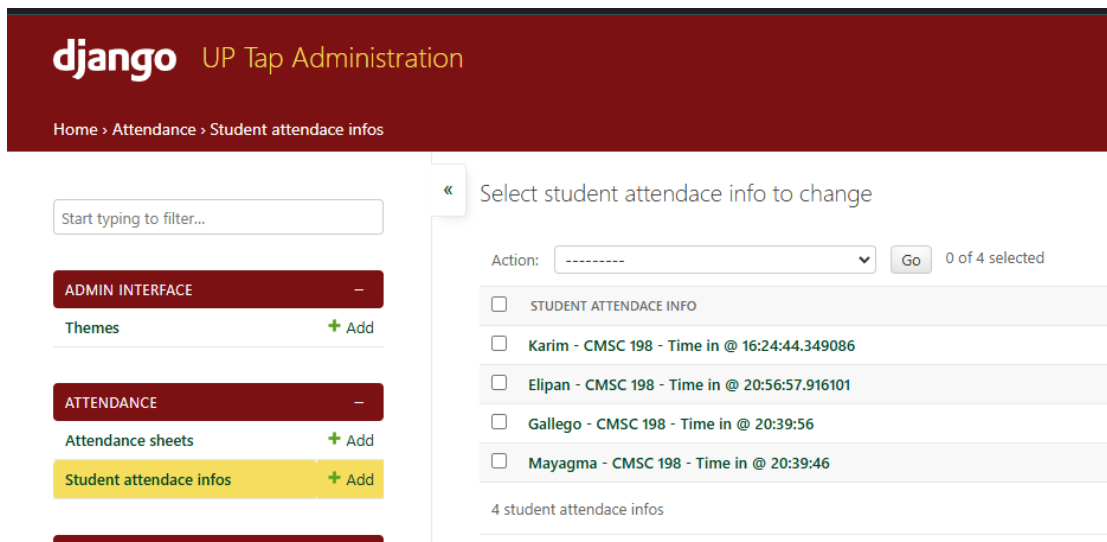 django UP Tap Administration
Home › Attendance › Student attendace infos
«
Start typing to filter...
ADMIN INTERFACE –
Themes + Add
ATTENDANCE –
Attendance sheets + Add
Student attendace infos + Add
Select student attendace info to change
Action: --------- Go 0 of 4 selected
STUDENT ATTENDACE INFO
Karim - CMSC 198 - Time in @ 16:24:44.349086
Elipan - CMSC 198 - Time in @ 20:56:57.916101
Gallego - CMSC 198 - Time in @ 20:39:56
Mayagma - CMSC 198 - Time in @ 20:39:46
4 student attendace infos